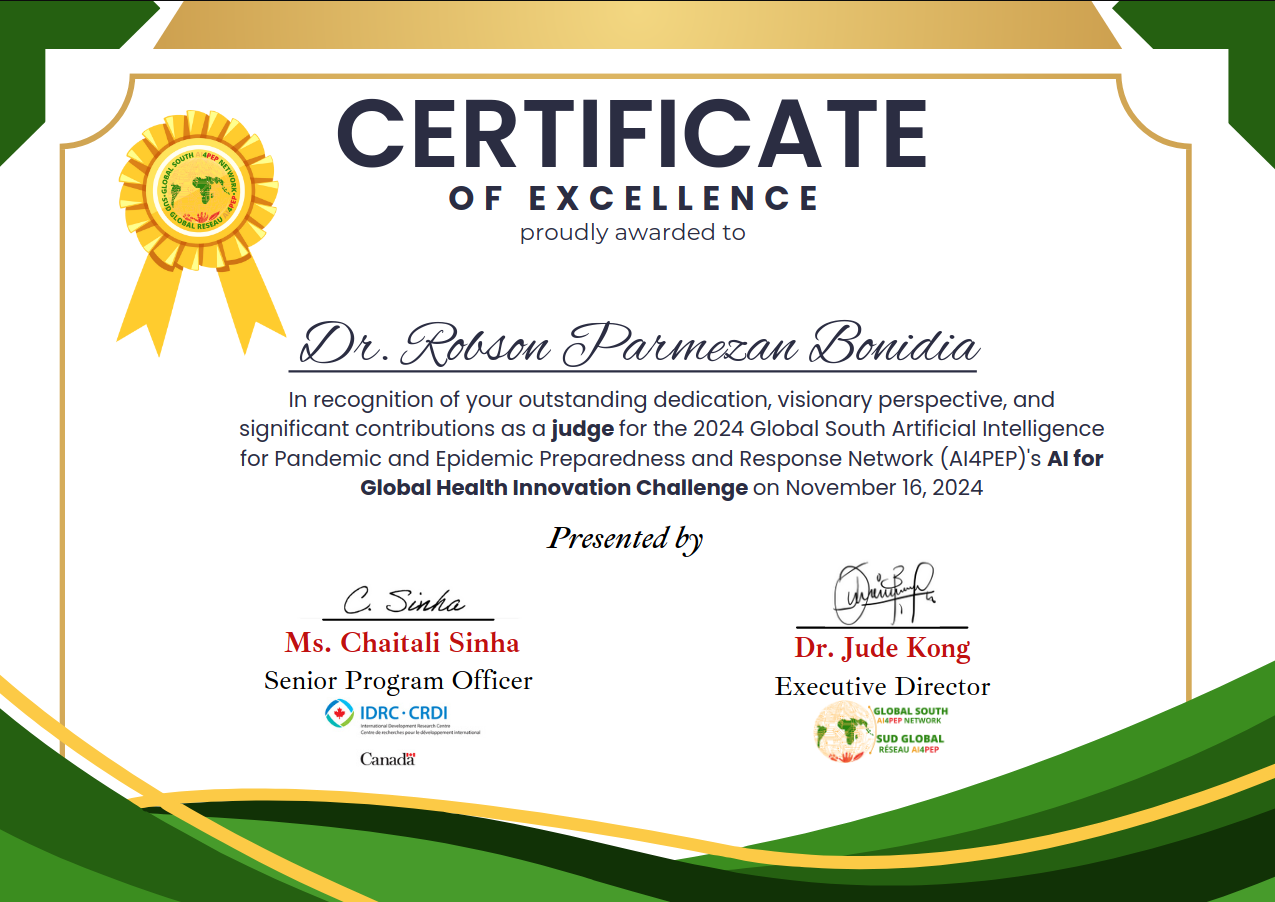 CERTIFICATE
OF EXCELLENCE
proudly awarded to
GLOBAL SOUTH AI4PEP NETWORK
SUD GLOBAL RÉSEAU AI4PEP
Dr. Robson Parmezan Bonidia
In recognition of your outstanding dedication, visionary perspective, and
significant contributions as a judge for the 2024 Global South Artificial Intelligence
for Pandemic and Epidemic Preparedness and Response Network (AI4PEP)'s AI for
Global Health Innovation Challenge on November 16, 2024
Presented by
C. Sinha
Ms. Chaitali Sinha
Senior Program Officer
IDRC · CRDI
International Development Research Centre
Centre de recherches pour le développement international
Canada
Dr. Jude Kong
Executive Director
GLOBAL SOUTH
AI4PEP NETWORK
SUD GLOBAL
RÉSEAU AI4PEP